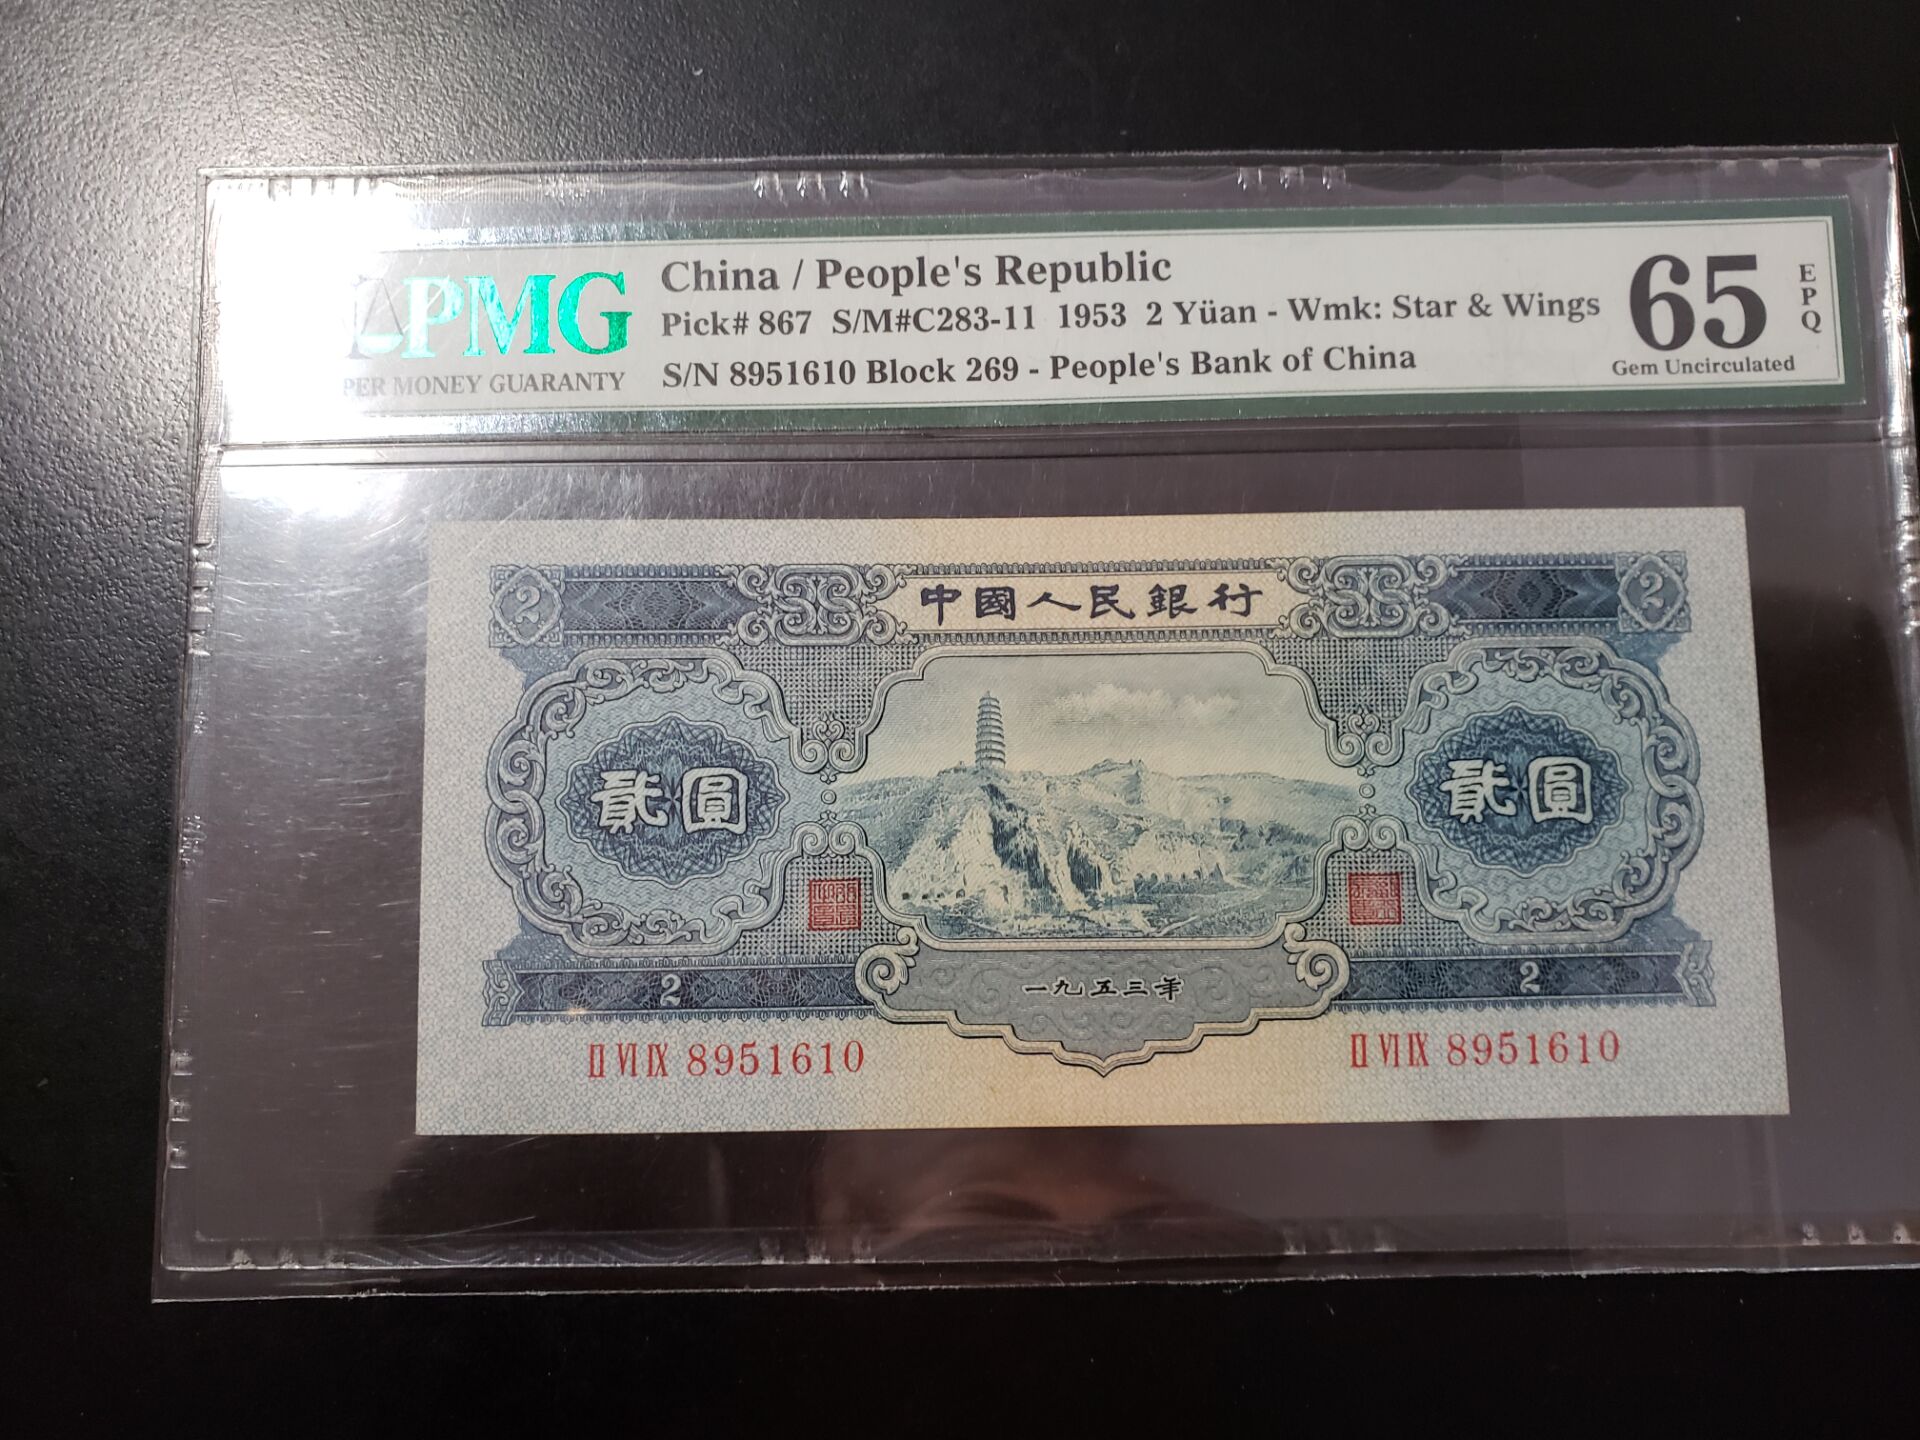 PMG
PER MONEY GUARANTY
China / People's Republic
Pick# 867 S/M#C283-11 1953 2 Yüan - Wmk: Star & Wings
S/N 8951610 Block 269 - People's Bank of China
65
EPQ
Gem Uncirculated
2 中國人民銀行 2
貳圓 貳圓
2 一九五三年 2
II VI IX 8951610 II VI IX 8951610